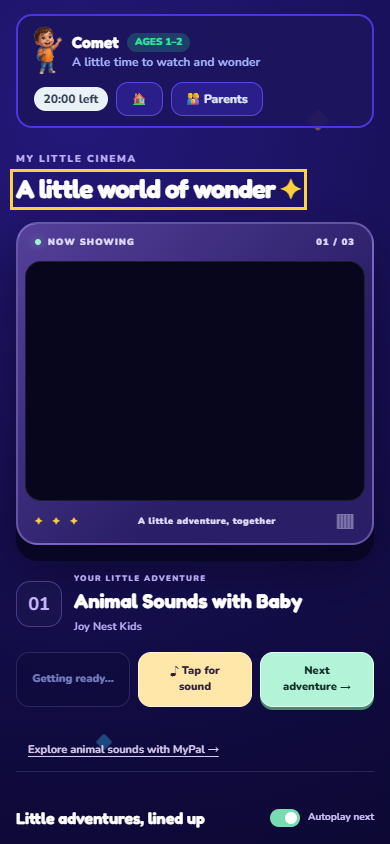 Comet
AGES 1–2
A little time to watch and wonder
20:00 left
Parents
MY LITTLE CINEMA
A little world of wonder
NOW SHOWING
01 / 03
A little adventure, together
YOUR LITTLE ADVENTURE
01
Animal Sounds with Baby
Joy Nest Kids
Getting ready...
♪ Tap for
sound
Next
adventure →
Explore animal sounds with MyPal →
Little adventures, lined up
Autoplay next